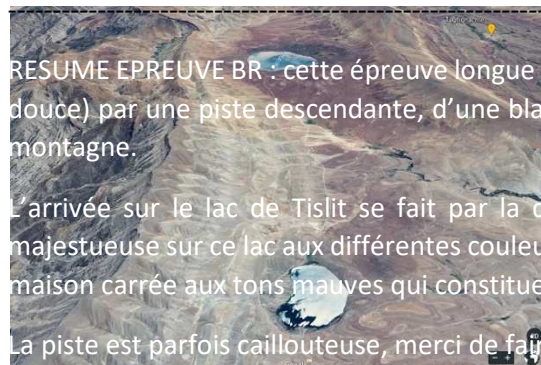 RESUME EPREUVE BR : cette épreuve longue
douce) par une piste descendante, d'une bla
montagne.
L'arrivée sur le lac de Tislit se fait par la
majestueuse sur ce lac aux différentes couleu
maison carrée aux tons mauves qui constitue
La piste est parfois caillouteuse, merci de fai